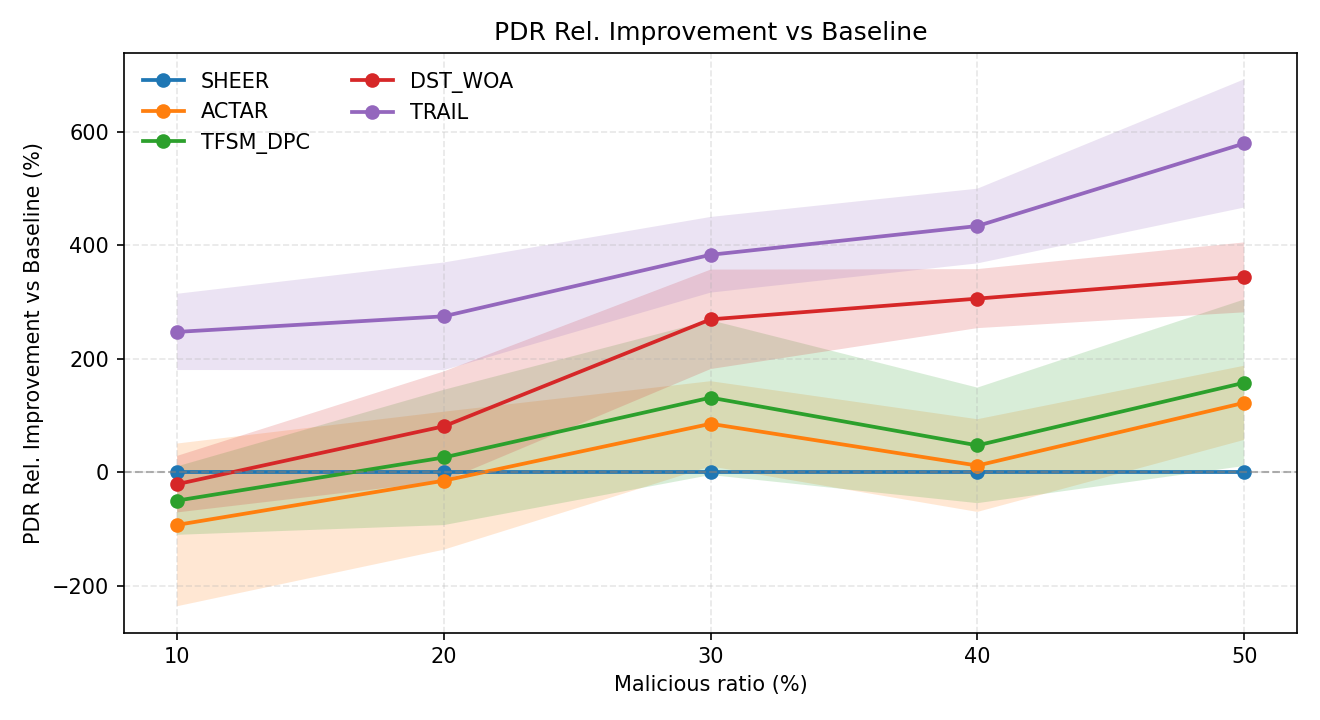 PDR Rel. Improvement vs Baseline
SHEER
ACTAR
TFSM_DPC
DST_WOA
TRAIL
PDR Rel. Improvement vs Baseline (%)
600
400
200
0
−200
10
20
30
40
50
Malicious ratio (%)